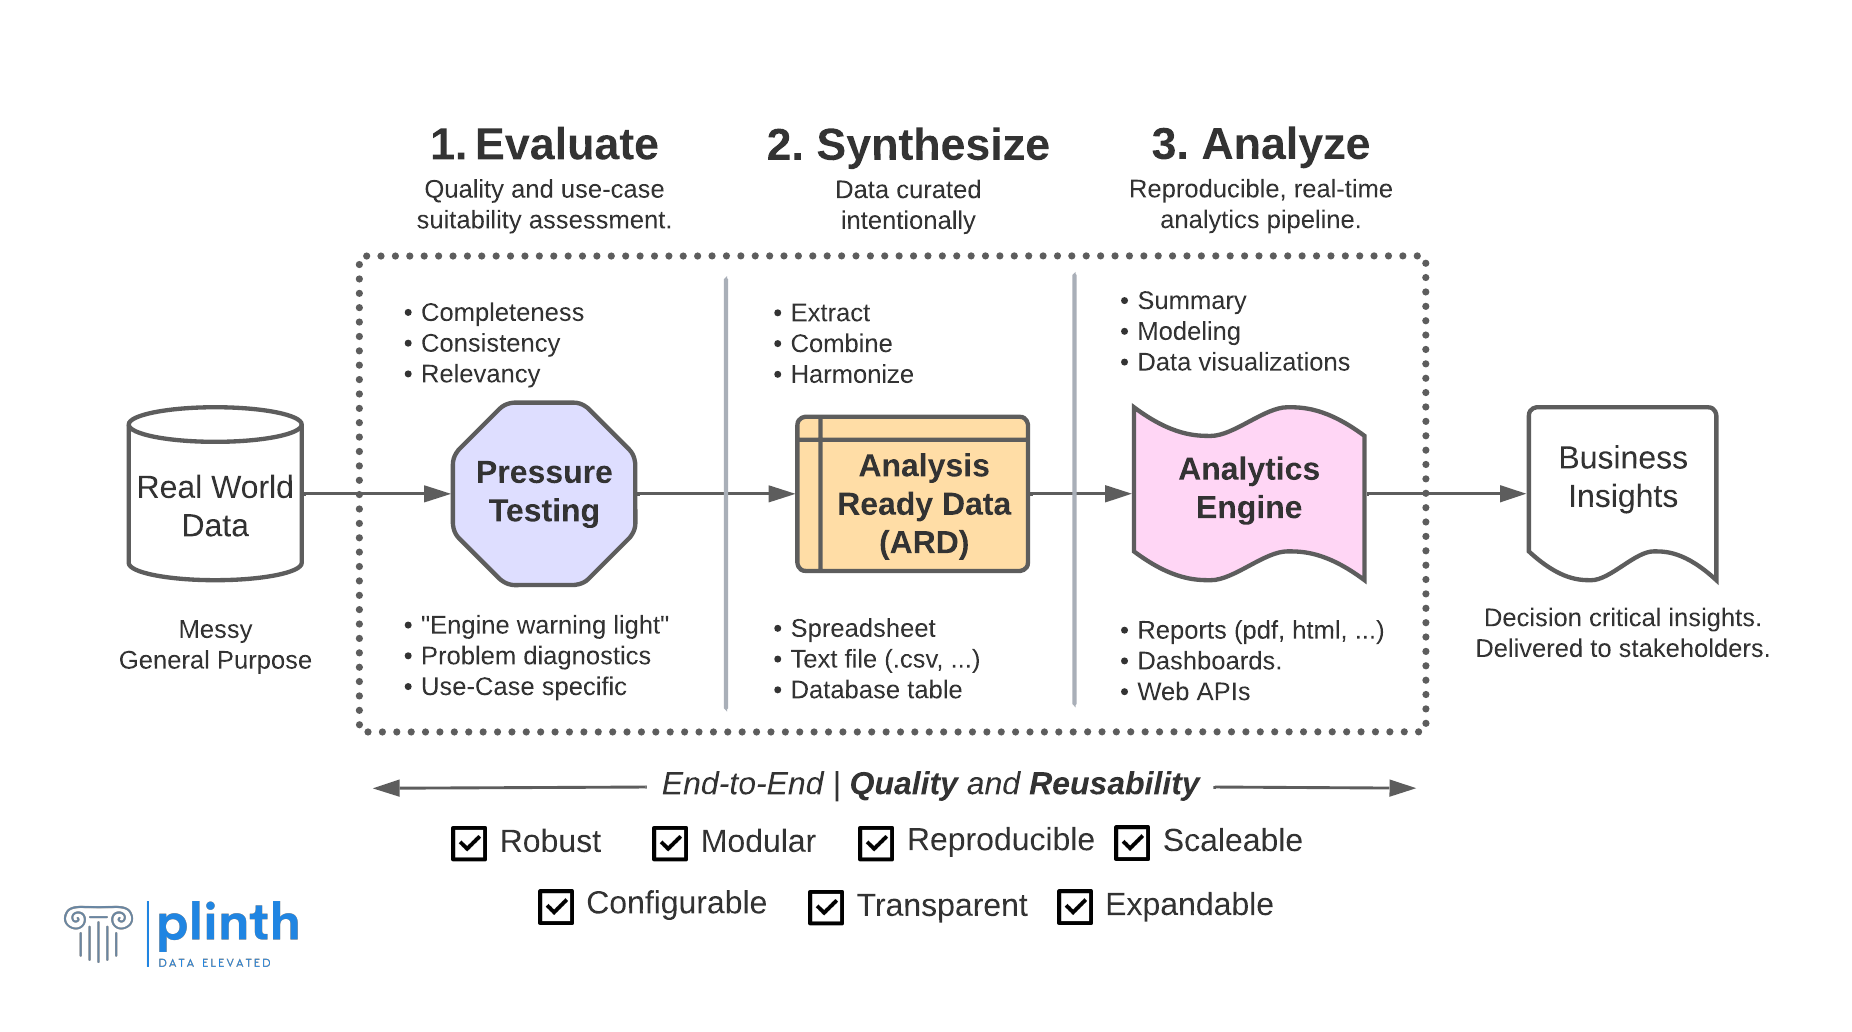 1. Evaluate
Quality and use-case
suitability assessment.
2. Synthesize
Data curated
intentionally
3. Analyze
Reproducible, real-time
analytics pipeline.
Real World
Data
Messy
General Purpose
• Completeness
• Consistency
• Relevancy
Pressure
Testing
• "Engine warning light"
• Problem diagnostics
• Use-Case specific
• Extract
• Combine
• Harmonize
Analysis
Ready Data
(ARD)
• Spreadsheet
• Text file (.csv, ...)
• Database table
• Summary
• Modeling
• Data visualizations
Analytics
Engine
• Reports (pdf, html, ...)
• Dashboards.
• Web APIs
Business
Insights
Decision critical insights.
Delivered to stakeholders.
End-to-End | Quality and Reusability
Robust Modular Reproducible Scaleable
Configurable Transparent Expandable
plinth
DATA ELEVATED